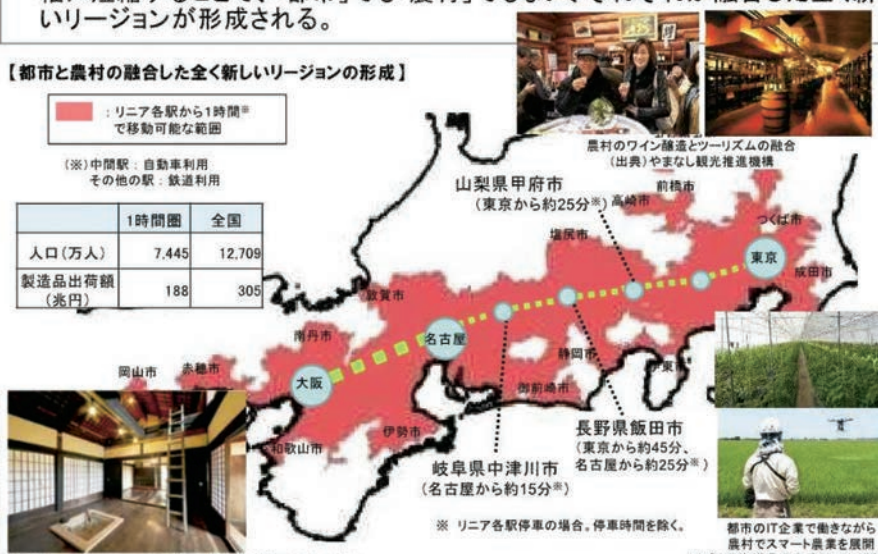 いリージョンが形成される。
【都市と農村の融合した全く新しいリージョンの形成】
：リニア各駅から1時間※
で移動可能な範囲
(※)中間駅：自動車利用
その他の駅：鉄道利用
1時間圏 全国
人口(万人) 7,445 12,709
製造品出荷額
(兆円) 188 305
農村のワイン醸造とツーリズムの融合
(出典)やまなし観光推進機構
山梨県甲府市
(東京から約25分※)
高崎市
前橋市
つくば市
塩尻市
東京
成田市
敦賀市
南丹市
名古屋
岡山市
赤穂市
大阪
静岡市
伊東市
御前崎市
和歌山市
伊勢市
長野県飯田市
(東京から約45分、
名古屋から約25分※)
岐阜県中津川市
(名古屋から約15分※)
※ リニア各駅停車の場合。停車時間を除く。
都市のIT企業で働きながら
農村でスマート農業を展開